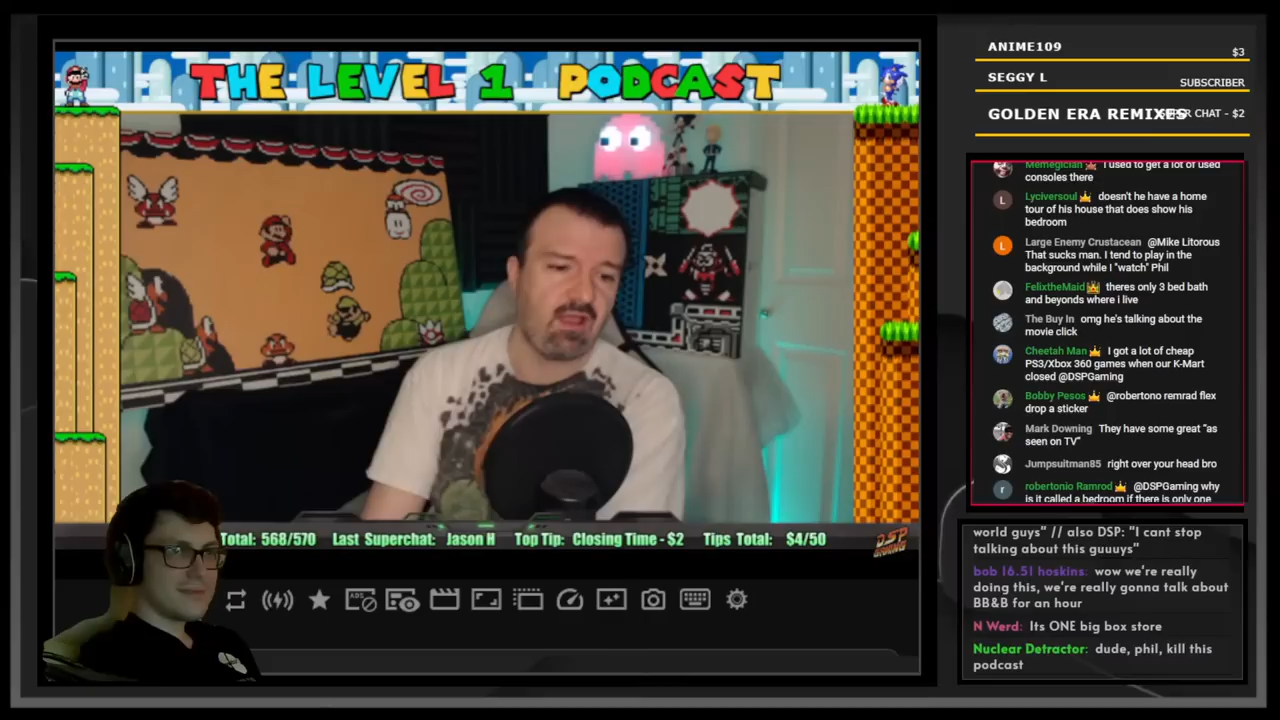 THE LEVEL 1 PODCAST
Total: 568/570 Last Superchat: Jason H Top Tip: Closing Time - $2 Tips Total: $4/50
DSP
GAMING
ADS
ANIME109
$3
SEGGY L
SUBSCRIBER
GOLDEN ERA REMIXES
CHAT - $2
Memegician I used to get a lot of used
consoles there
L
Lyciversoul doesn't he have a home
tour of his house that does show his
bedroom
L
Large Enemy Crustacean @Mike Litorous
That sucks man. I tend to play in the
background while I "watch" Phil
FelixtheMaid theres only 3 bed bath
and beyonds where i live
The Buy In omg he's talking about the
movie click
Cheetah Man I got a lot of cheap
PS3/Xbox 360 games when our K-Mart
closed @DSPGaming
Bobby Pesos @robertono remrad flex
drop a sticker
Mark Downing They have some great "as
seen on TV"
Jumpsuitman85 right over your head bro
r
robertonio Ramrod @DSPGaming why
is it called a bedroom if there is only one
world guys" // also DSP: "I cant stop
talking about this guuuys"
bob 16.51 hoskins: wow we're really
doing this, we're really gonna talk about
BB&B for an hour
N Werd: Its ONE big box store
Nuclear Detractor: dude, phil, kill this
podcast